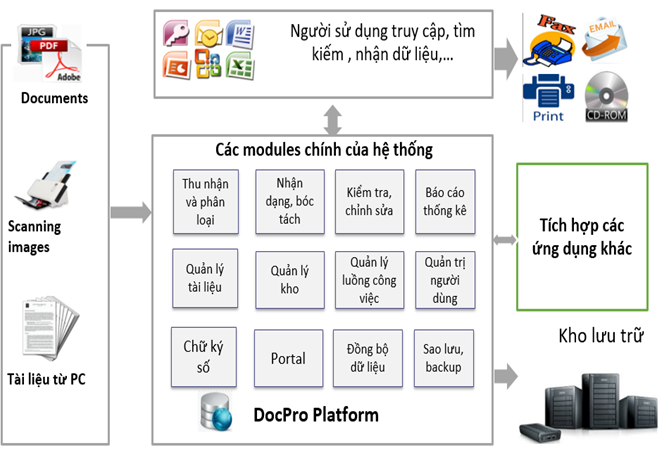 JPG
PDF
Adobe
Documents
Scanning
images
Tài liệu từ PC
Người sử dụng truy cập, tìm
kiếm , nhận dữ liệu,...
Fax
EMAIL
Print
CD-ROM
Các modules chính của hệ thống
Thu nhận
và phân
loại
Nhận
dạng, bóc
tách
Kiểm tra,
chỉnh sửa
Báo cáo
thống kê
Quản lý
tài liệu
Quản lý
kho
Quản lý
luồng công
việc
Quản trị
người
dùng
Chữ ký
số
Portal
Đồng bộ
dữ liệu
Sao lưu,
backup
DocPro Platform
Tích hợp các
ứng dụng khác
Kho lưu trữ